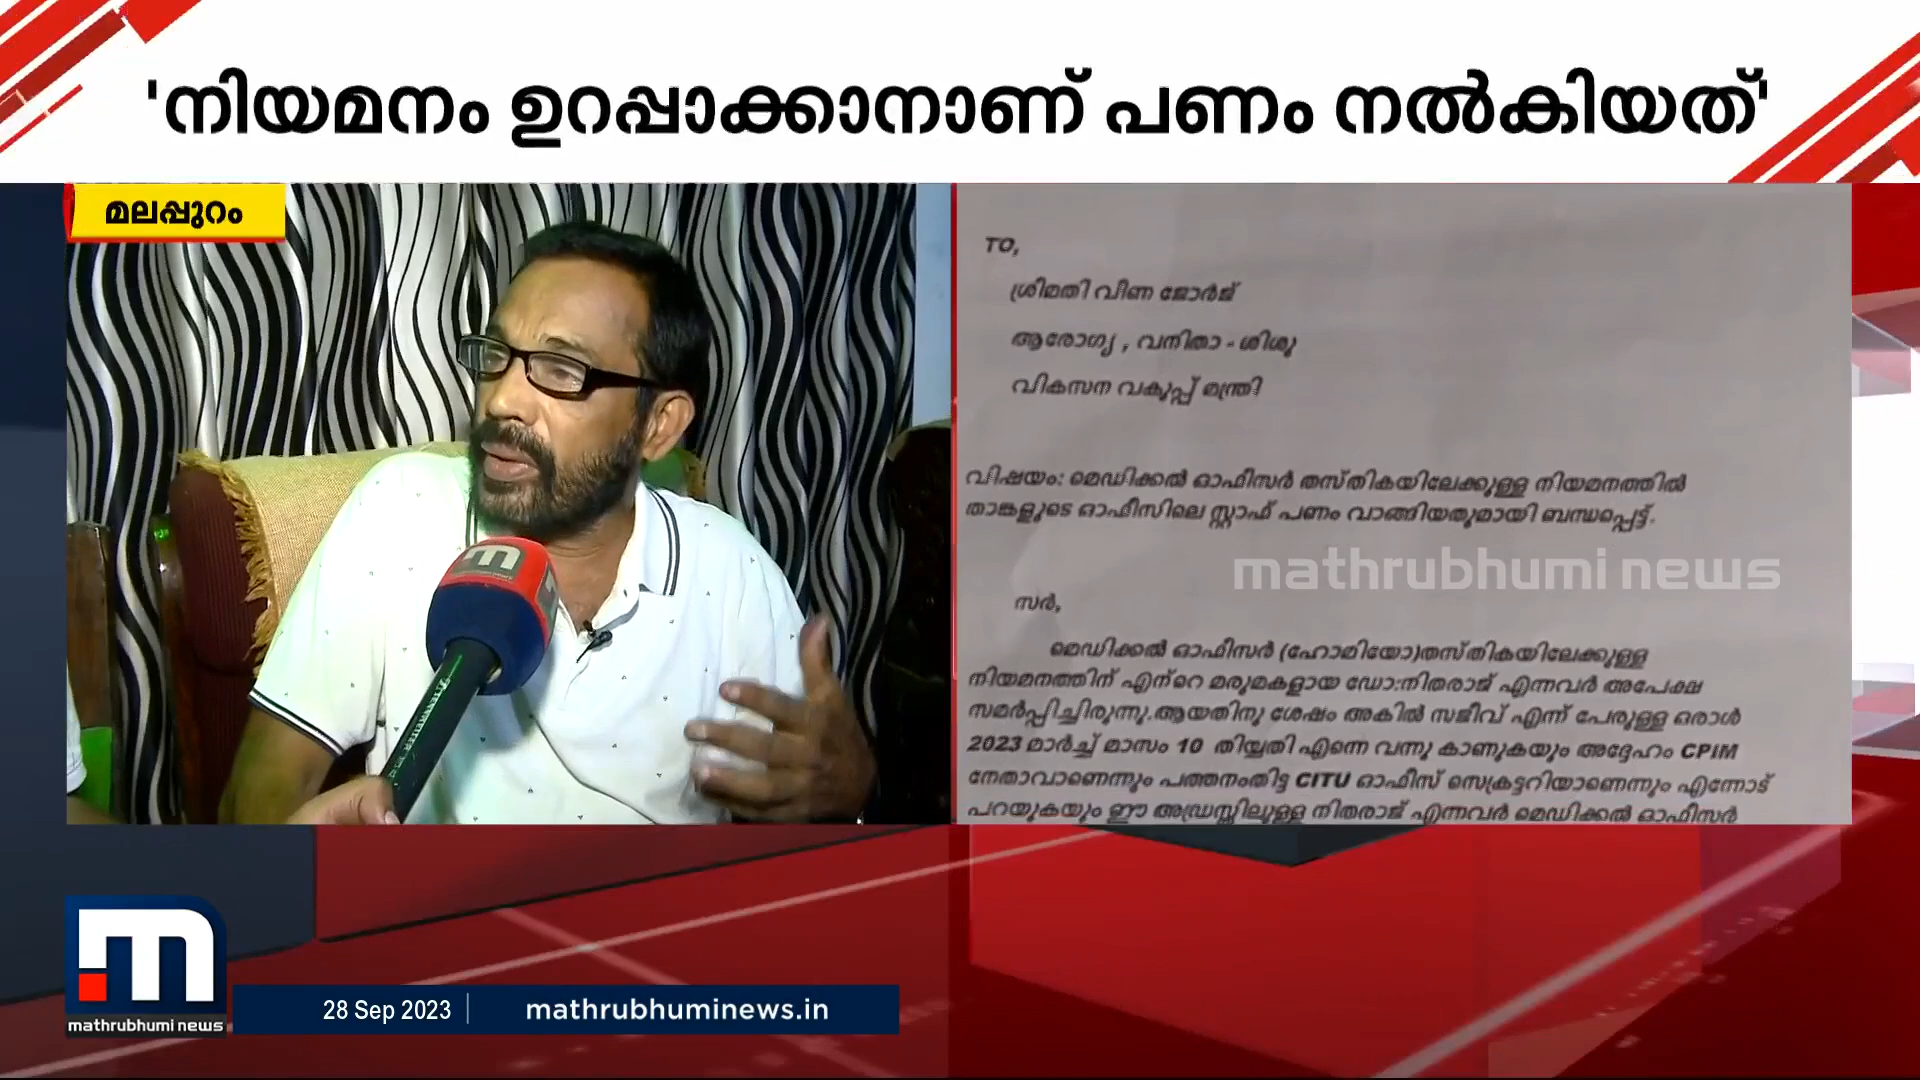 'നിയമനം ഉറപ്പാക്കാനാണ് പണം നൽകിയത്'
മലപ്പുറം
TO,
ശ്രീമതി വീണ ജോർജ്
ആരോഗ്യ , വനിതാ - ശിശു
വികസന വകുപ്പ് മന്ത്രി
വിഷയം: മെഡിക്കൽ ഓഫീസർ തസ്തികയിലേക്കുള്ള നിയമനത്തിൽ
താങ്കളുടെ ഓഫീസിലെ സ്റ്റാഫ് പണം വാങ്ങിയതുമായി ബന്ധപ്പെട്ട്.
mathrubhumi news
സർ,
മെഡിക്കൽ ഓഫീസർ (ഹോമിയോ)തസ്തികയിലേക്കുള്ള
നിയമനത്തിന് എന്റെ മരുമകളായ ഡോ:നിതരാജ് എന്നവർ അപേക്ഷ
സമർപ്പിച്ചിരുന്നു.ആയതിനു ശേഷം അകിൽ സജീവ് എന്ന് പേരുള്ള ഒരാൾ
2023 മാർച്ച് മാസം 10 തിയ്യതി എന്നെ വന്നു കാണുകയും അദ്ദേഹം CPIM
നേതാവാണെന്നും പത്തനംതിട്ട CITU ഓഫീസ് സെക്രട്ടറിയാണെന്നും എന്നോട്
പറയുകയും ഈ അഡ്രസ്സിലുള്ള നിതരാജ് എന്നവർ മെഡിക്കൽ ഓഫീസർ
mathrubhumi news
28 Sep 2023
mathrubhuminews.in